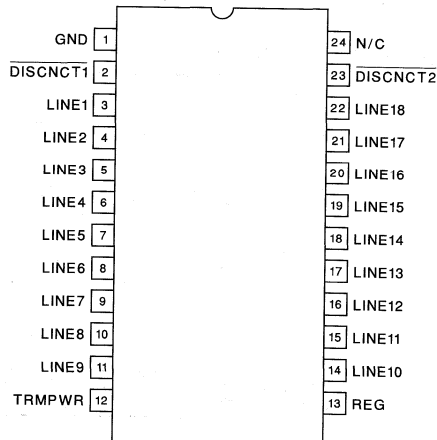 GND 1 24 N/C
DISCNCT1 2 23 DISCNCT2
LINE1 3 22 LINE18
LINE2 4 21 LINE17
LINE3 5 20 LINE16
LINE4 6 19 LINE15
LINE5 7 18 LINE14
LINE6 8 17 LINE13
LINE7 9 16 LINE12
LINE8 10 15 LINE11
LINE9 11 14 LINE10
TRMPWR 12 13 REG